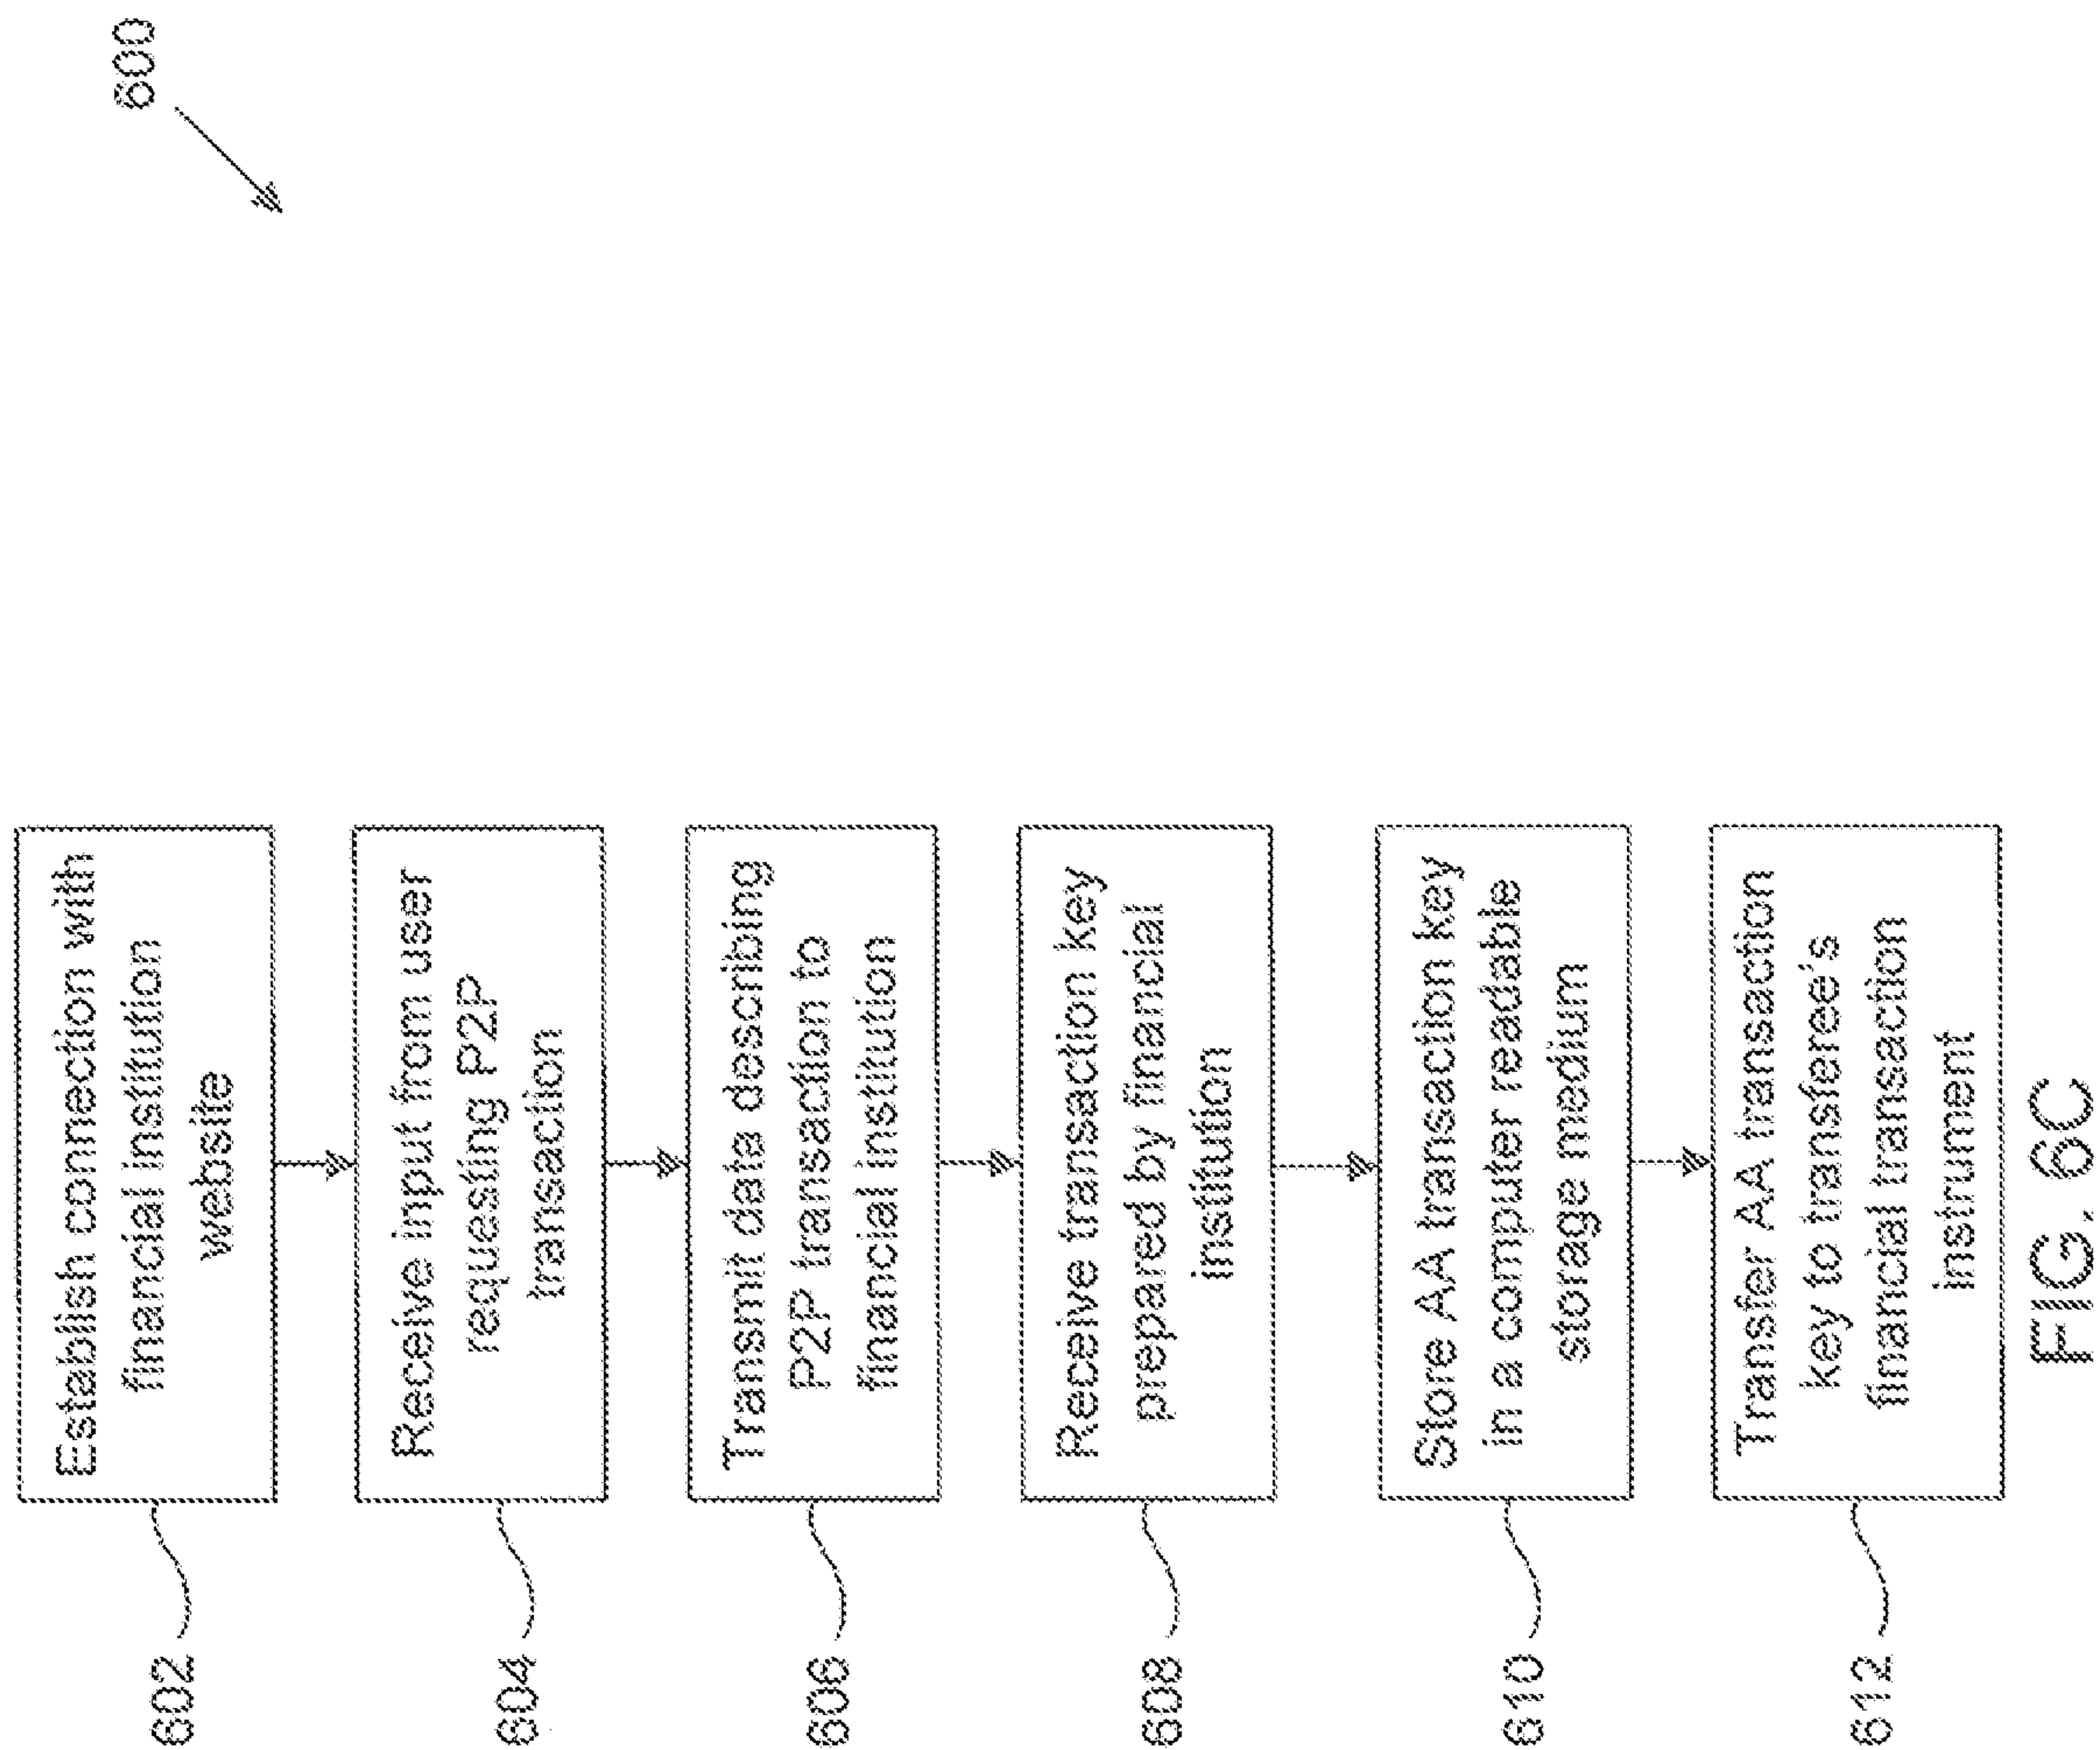 600
602
Establish connection with
financial institution
website
604
Receive input from user
requesting P2P
transaction
606
Transmit data describing
P2P transaction to
financial institution
608
Receive transaction key
prepared by financial
institution
610
Store AA transaction key
in a computer readable
storage medium
612
Transfer AA transaction
key to transferee's
financial transaction
instrument
FIG. 6C